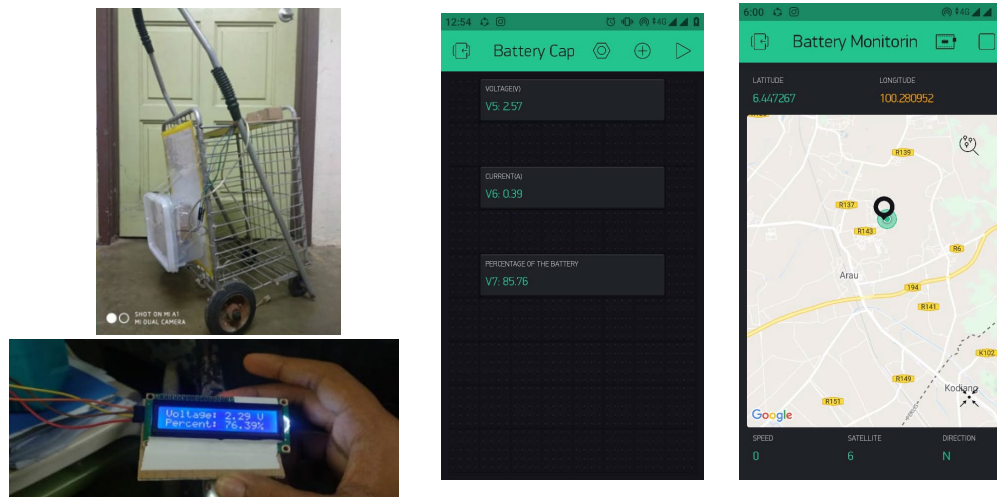 SHOT ON MI A1
MI DUAL CAMERA
Voltage: 2.29 V
Percent: 76.39%
12:54
4G
Battery Cap
VOLTAGE(V)
V5: 2.57
CURRENT(A)
V6: 0.39
PERCENTAGE OF THE BATTERY
V7: 85.76
6:00
4G
Battery Monitorin
LATITUDE LONGITUDE
6.447267 100.280952
R139
R137
R143
R6
Arau
194
R141
K102
R149
Kodiang
R151
Google
SPEED SATELLITE DIRECTION
0 6 N